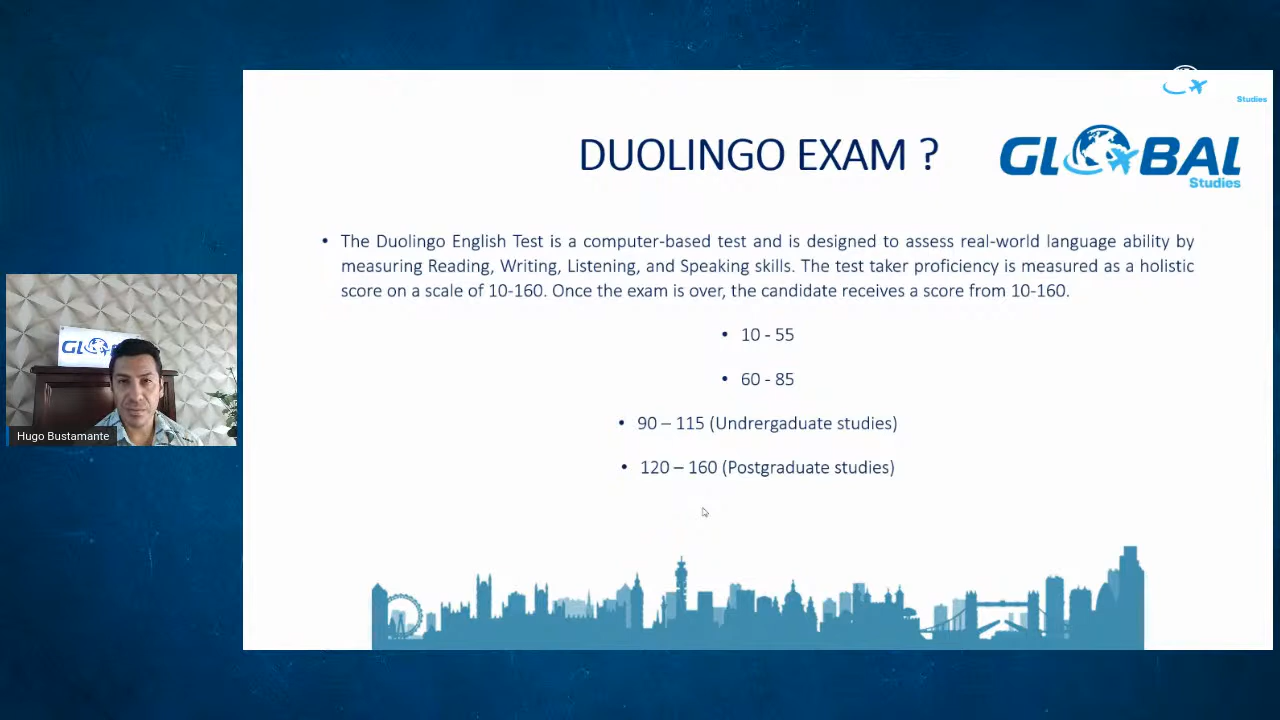 Studies
DUOLINGO EXAM ?
GLOBAL
Studies
• The Duolingo English Test is a computer-based test and is designed to assess real-world language ability by
measuring Reading, Writing, Listening, and Speaking skills. The test taker proficiency is measured as a holistic
score on a scale of 10-160. Once the exam is over, the candidate receives a score from 10-160.
• 10 - 55
• 60 - 85
• 90 – 115 (Undrergaduate studies)
• 120 – 160 (Postgraduate studies)
GLOBAL
Hugo Bustamante